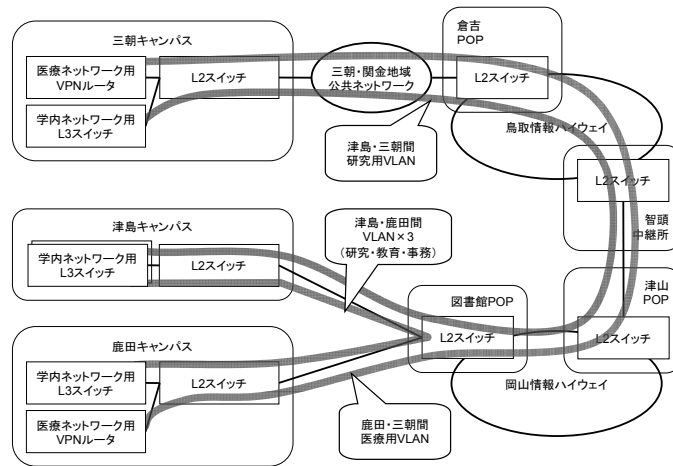 三朝キャンパス
医療ネットワーク用
VPNルータ
L2スイッチ
学内ネットワーク用
L3スイッチ
三朝・関金地域
公共ネットワーク
倉吉
POP
L2スイッチ
鳥取情報ハイウェイ
津島・三朝間
研究用VLAN
L2スイッチ
智頭
中継所
津島キャンパス
学内ネットワーク用
L3スイッチ
L2スイッチ
津島・鹿田間
VLAN×3
(研究・教育・事務)
図書館POP
L2スイッチ
津山
POP
L2スイッチ
岡山情報ハイウェイ
鹿田キャンパス
学内ネットワーク用
L3スイッチ
L2スイッチ
医療ネットワーク用
VPNルータ
鹿田・三朝間
医療用VLAN